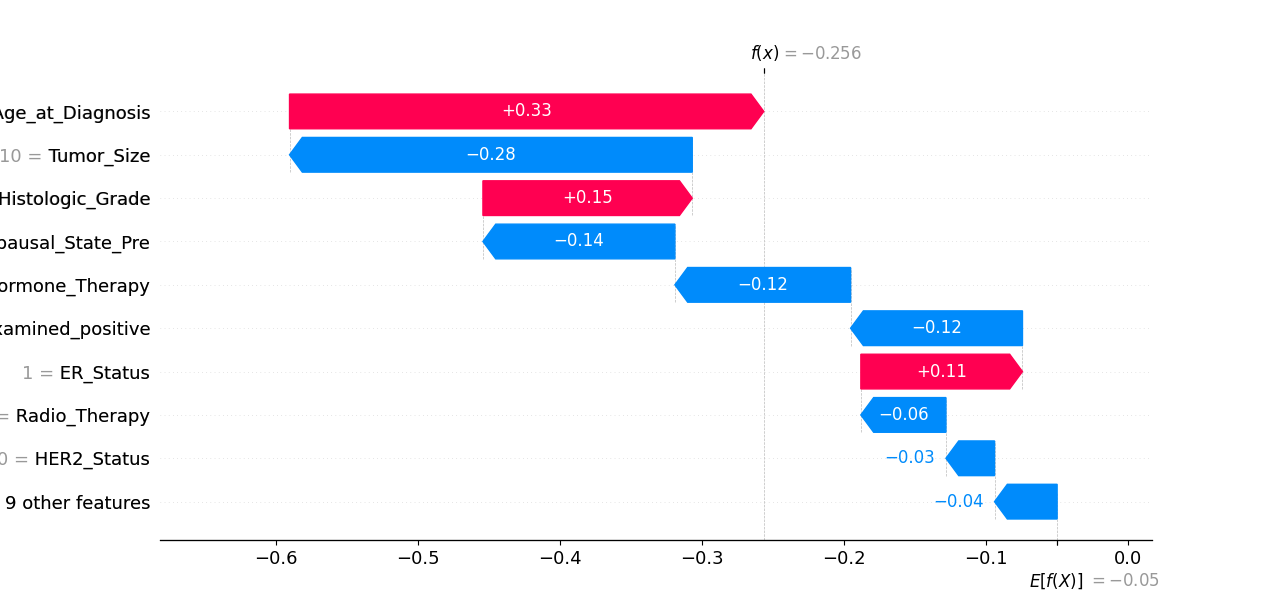 f(x) = −0.256
Age_at_Diagnosis +0.33
10 = Tumor_Size −0.28
Histologic_Grade +0.15
pausal_State_Pre −0.14
ormone_Therapy −0.12
xamined_positive −0.12
1 = ER_Status +0.11
= Radio_Therapy −0.06
0 = HER2_Status −0.03
9 other features −0.04
−0.6 −0.5 −0.4 −0.3 −0.2 −0.1 0.0
E[f(X)] = −0.05